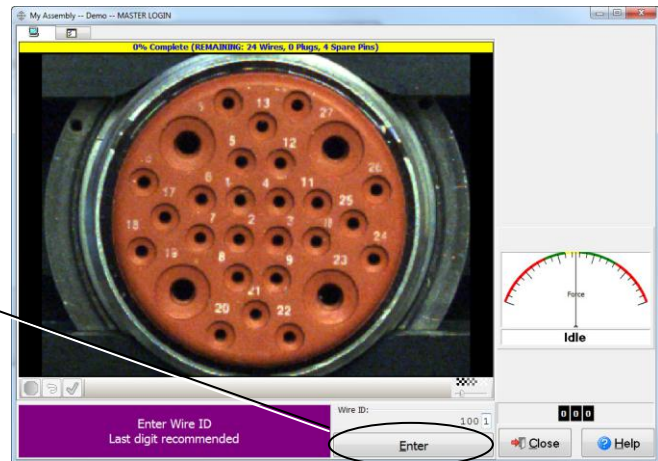 My Assembly -- Demo -- MASTER LOGIN
0% Complete (REMAINING: 24 Wires, 0 Plugs, 4 Spare Pins)
13
27
5
12
26
6
1
4
11
17
25
18
7
2
3
24
19
8
9
23
21
20
22
Force
Idle
Enter Wire ID
Last digit recommended
Wire ID:
100 1
Enter
0 0 0
Close
Help